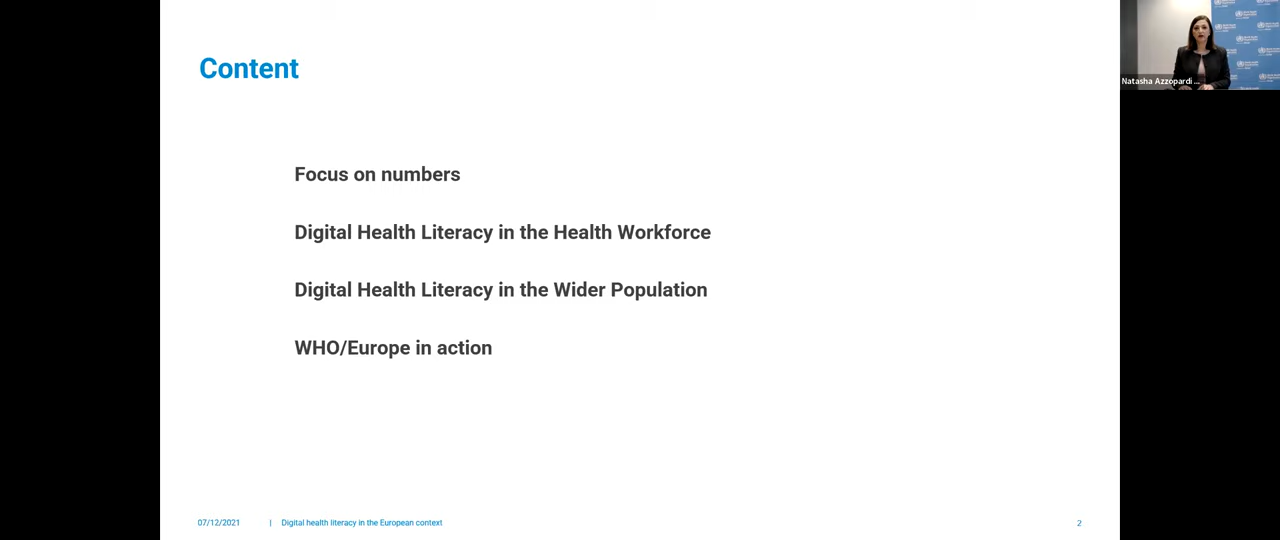 Content
Focus on numbers
Digital Health Literacy in the Health Workforce
Digital Health Literacy in the Wider Population
WHO/Europe in action
07/12/2021 | Digital health literacy in the European context 2
Natasha Azzopardi ...